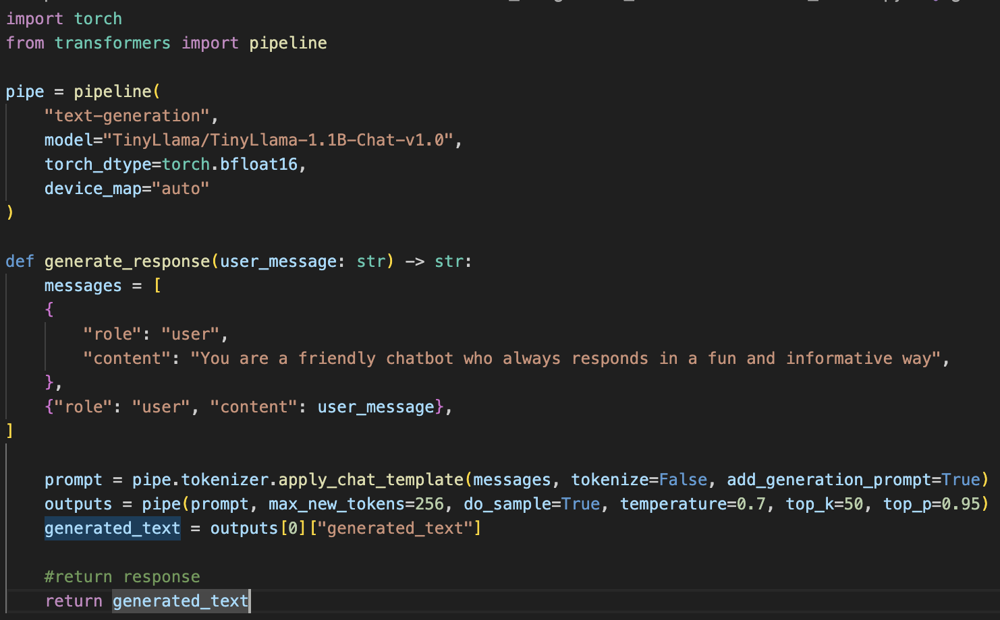 import torch
from transformers import pipeline

pipe = pipeline(
    "text-generation",
    model="TinyLlama/TinyLlama-1.1B-Chat-v1.0",
    torch_dtype=torch.bfloat16,
    device_map="auto"
)

def generate_response(user_message: str) -> str:
    messages = [
    {
        "role": "user",
        "content": "You are a friendly chatbot who always responds in a fun and informative way",
    },
    {"role": "user", "content": user_message},
]

    prompt = pipe.tokenizer.apply_chat_template(messages, tokenize=False, add_generation_prompt=True)
    outputs = pipe(prompt, max_new_tokens=256, do_sample=True, temperature=0.7, top_k=50, top_p=0.95)
    generated_text = outputs[0]["generated_text"]

    #return response
    return generated_text